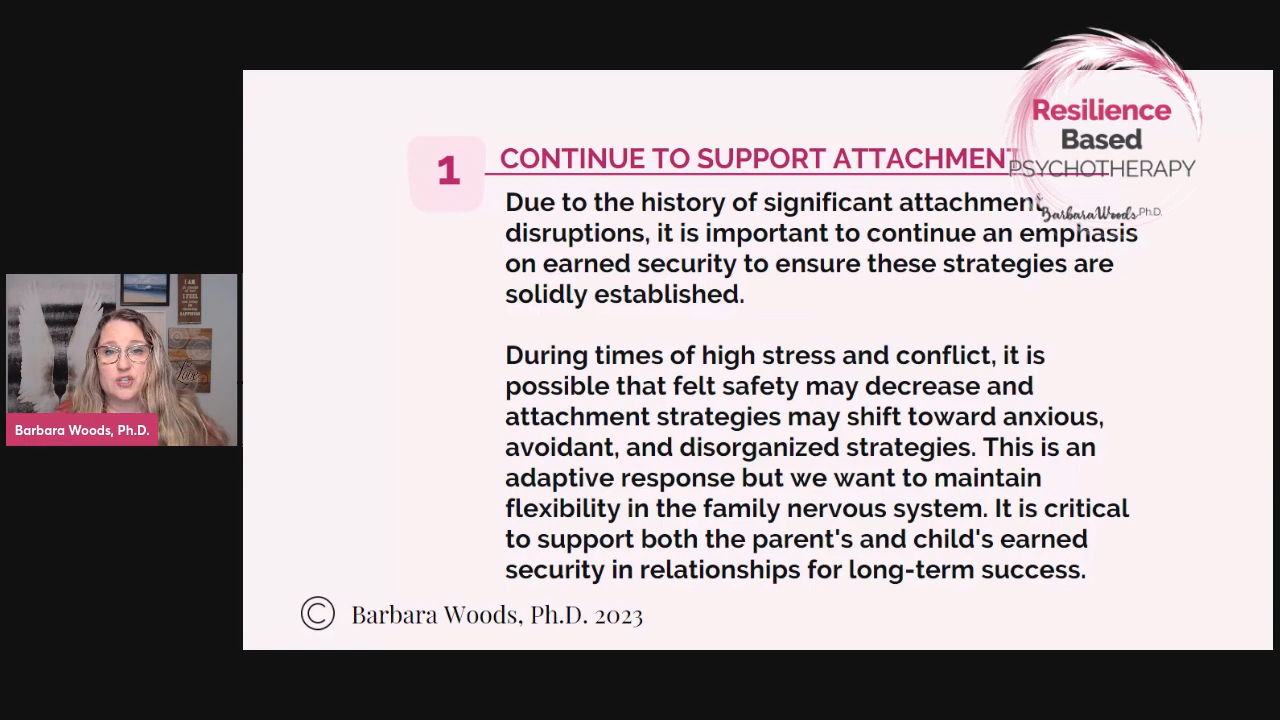 Resilience
Based
PSYCHOTHERAPY
Barbara Woods Ph.D.
1
CONTINUE TO SUPPORT ATTACHMENT
Due to the history of significant attachment
disruptions, it is important to continue an emphasis
on earned security to ensure these strategies are
solidly established.
During times of high stress and conflict, it is
possible that felt safety may decrease and
attachment strategies may shift toward anxious,
avoidant, and disorganized strategies. This is an
adaptive response but we want to maintain
flexibility in the family nervous system. It is critical
to support both the parent's and child's earned
security in relationships for long-term success.
© Barbara Woods, Ph.D. 2023
I AM
I FEEL
HAPPINESS
Love
Barbara Woods, Ph.D.